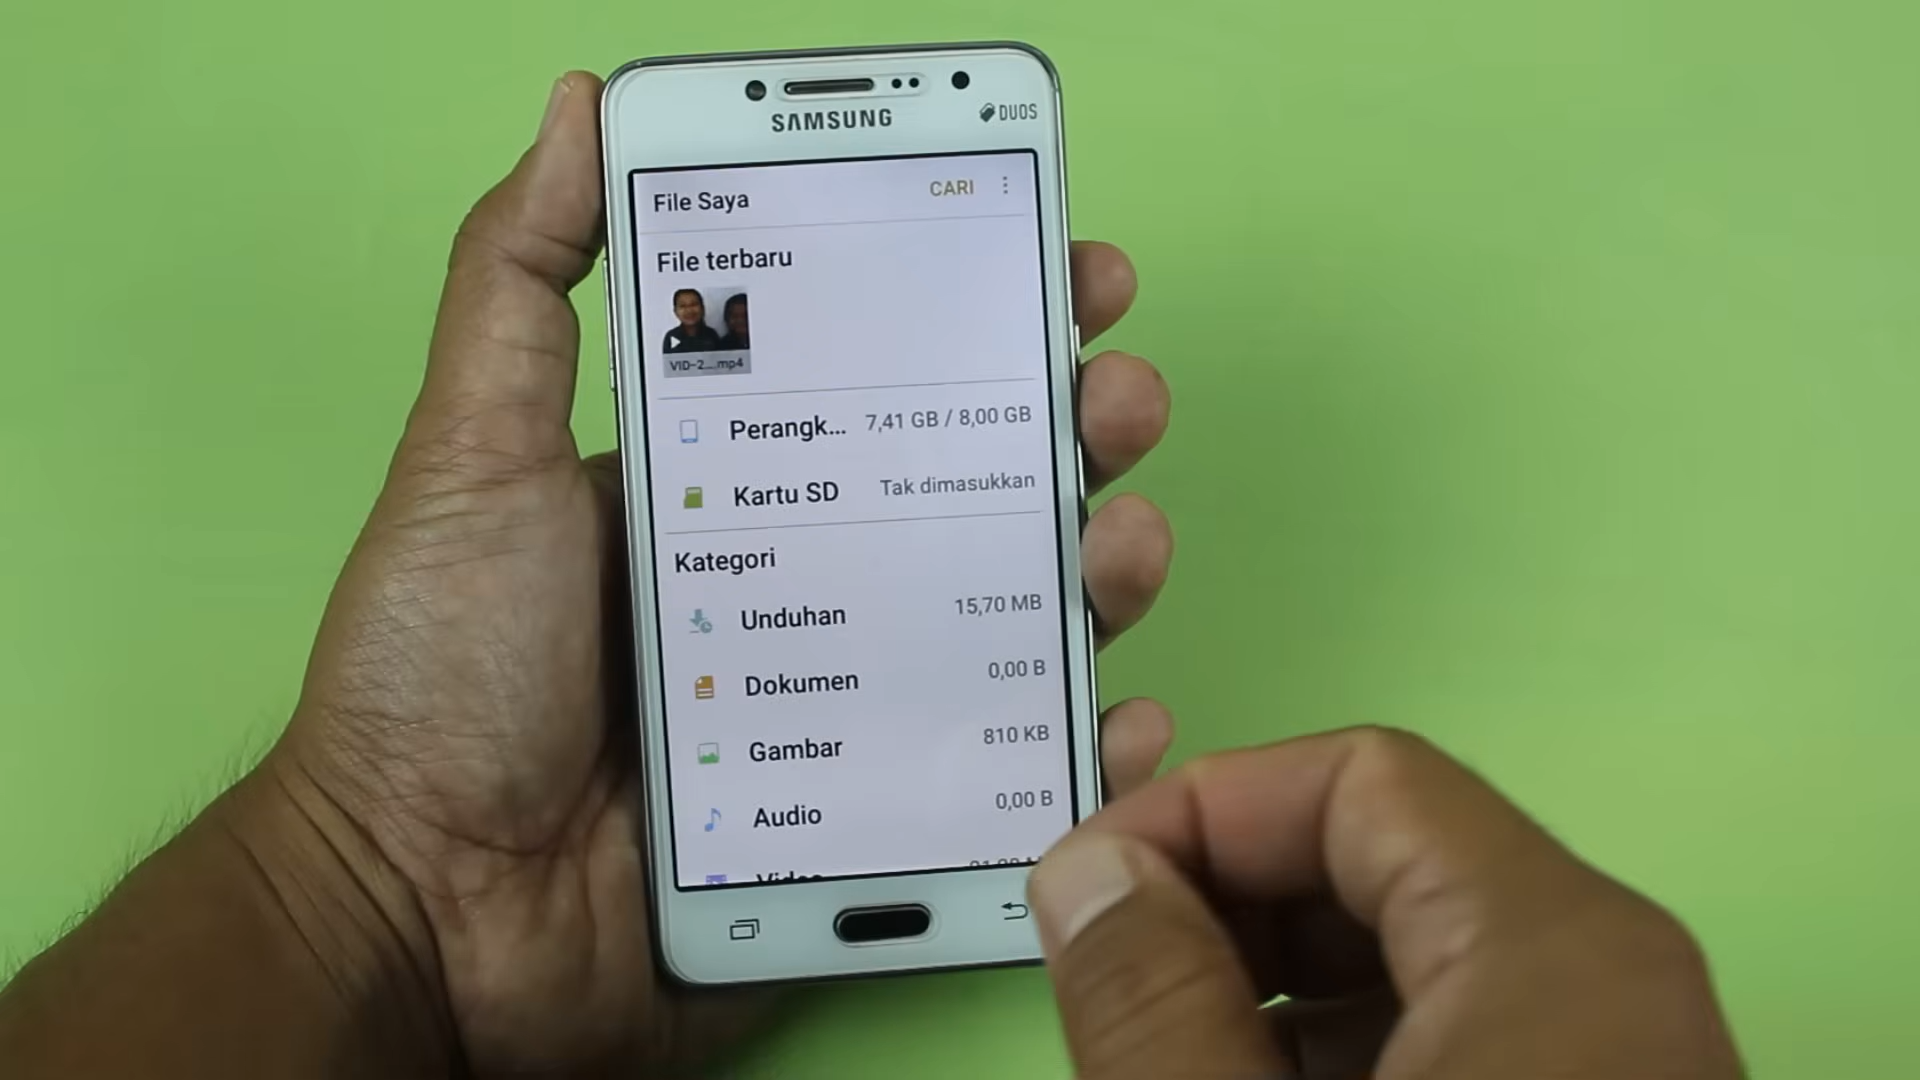 SAMSUNG
DUOS
File Saya CARI
File terbaru
VID-2....mp4
Perangk... 7,41 GB / 8,00 GB
Kartu SD Tak dimasukkan
Kategori
Unduhan 15,70 MB
Dokumen 0,00 B
Gambar 810 KB
Audio 0,00 B
Video